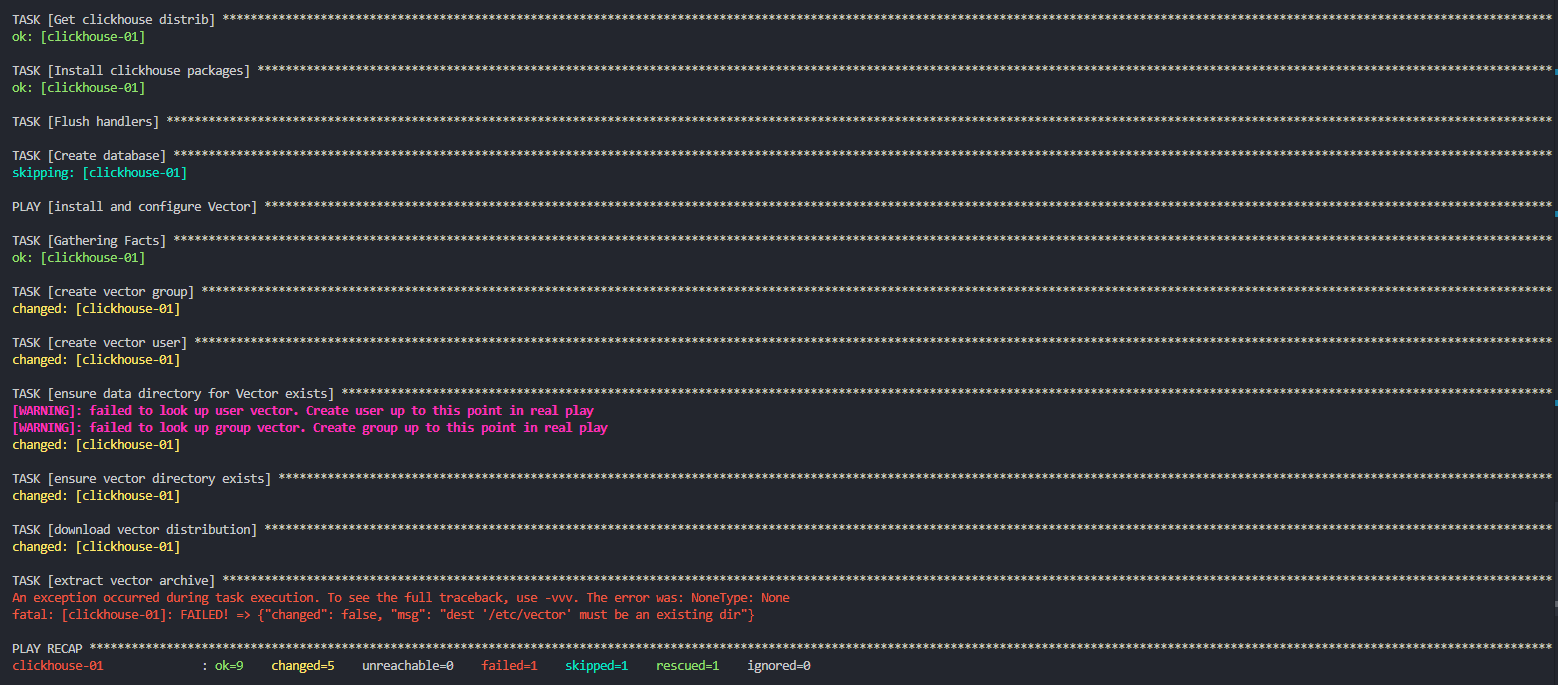 TASK [Get clickhouse distrib] ****************************************************************************************************************************************************************************************
ok: [clickhouse-01]
TASK [Install clickhouse packages] ***********************************************************************************************************************************************************************************
ok: [clickhouse-01]
TASK [Flush handlers] ************************************************************************************************************************************************************************************************
TASK [Create database] ***********************************************************************************************************************************************************************************************
skipping: [clickhouse-01]
PLAY [install and configure Vector] **********************************************************************************************************************************************************************************
TASK [Gathering Facts] ***********************************************************************************************************************************************************************************************
ok: [clickhouse-01]
TASK [create vector group] *******************************************************************************************************************************************************************************************
changed: [clickhouse-01]
TASK [create vector user] ********************************************************************************************************************************************************************************************
changed: [clickhouse-01]
TASK [ensure data directory for Vector exists] ***********************************************************************************************************************************************************************
[WARNING]: failed to look up user vector. Create user up to this point in real play
[WARNING]: failed to look up group vector. Create group up to this point in real play
changed: [clickhouse-01]
TASK [ensure vector directory exists] ********************************************************************************************************************************************************************************
changed: [clickhouse-01]
TASK [download vector distribution] **********************************************************************************************************************************************************************************
changed: [clickhouse-01]
TASK [extract vector archive] ****************************************************************************************************************************************************************************************
An exception occurred during task execution. To see the full traceback, use -vvv. The error was: NoneType: None
fatal: [clickhouse-01]: FAILED! => {"changed": false, "msg": "dest '/etc/vector' must be an existing dir"}
PLAY RECAP ***********************************************************************************************************************************************************************************************************
clickhouse-01 : ok=9 changed=5 unreachable=0 failed=1 skipped=1 rescued=1 ignored=0